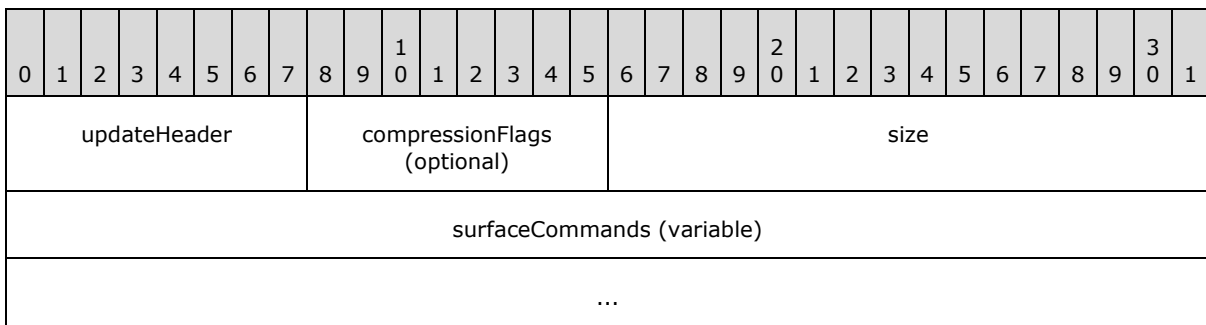 0 1 2 3 4 5 6 7 8 9 1 0 1 2 3 4 5 6 7 8 9 2 0 1 2 3 4 5 6 7 8 9 3 0 1
updateHeader compressionFlags (optional) size
surfaceCommands (variable)
...